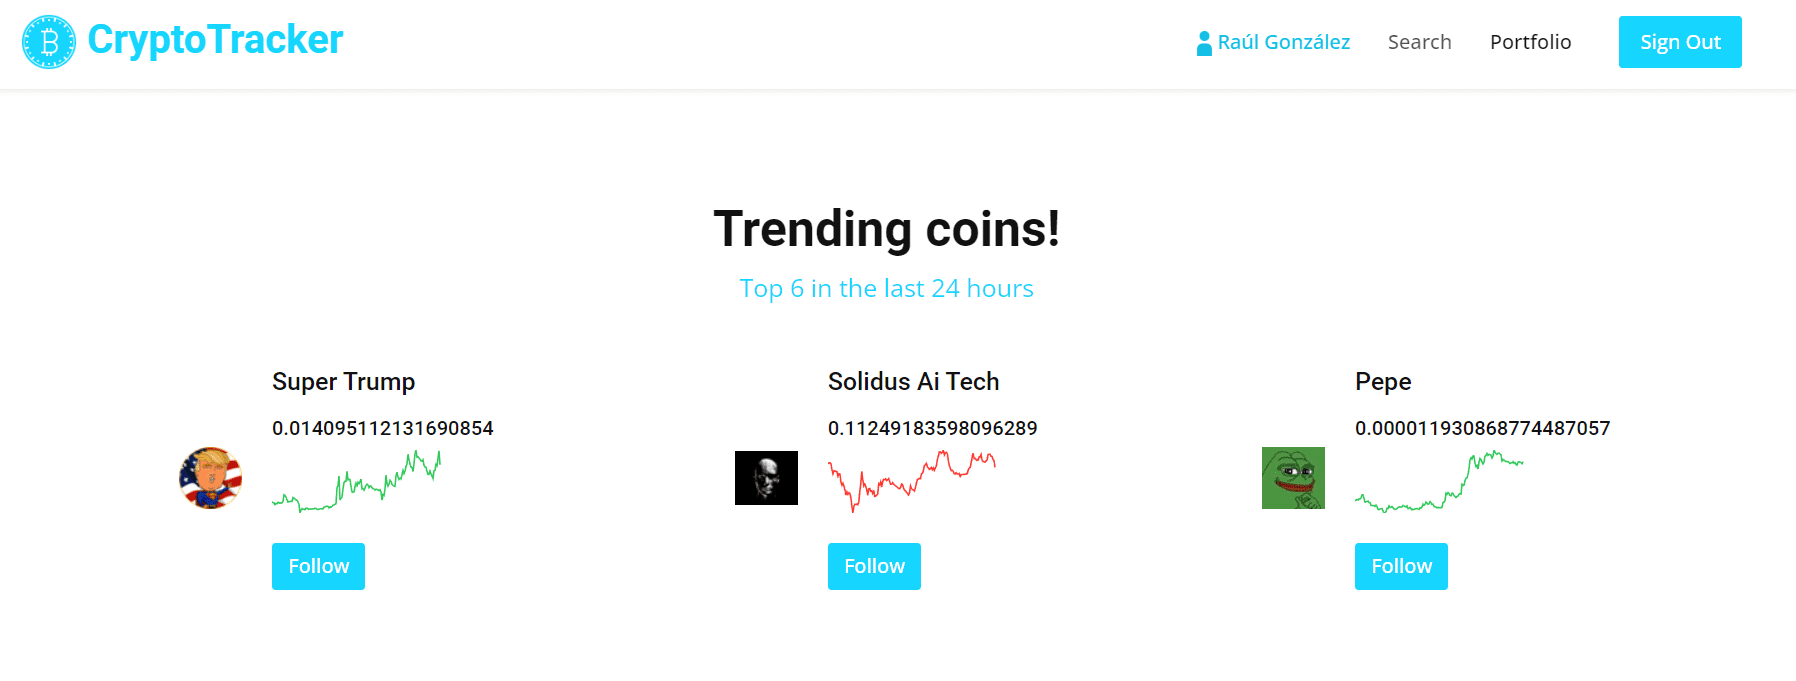 CryptoTracker
Raúl González
Search
Portfolio
Sign Out
Trending coins!
Top 6 in the last 24 hours
Super Trump
0.014095112131690854
Follow
Solidus Ai Tech
0.11249183598096289
Follow
Pepe
0.000011930868774487057
Follow